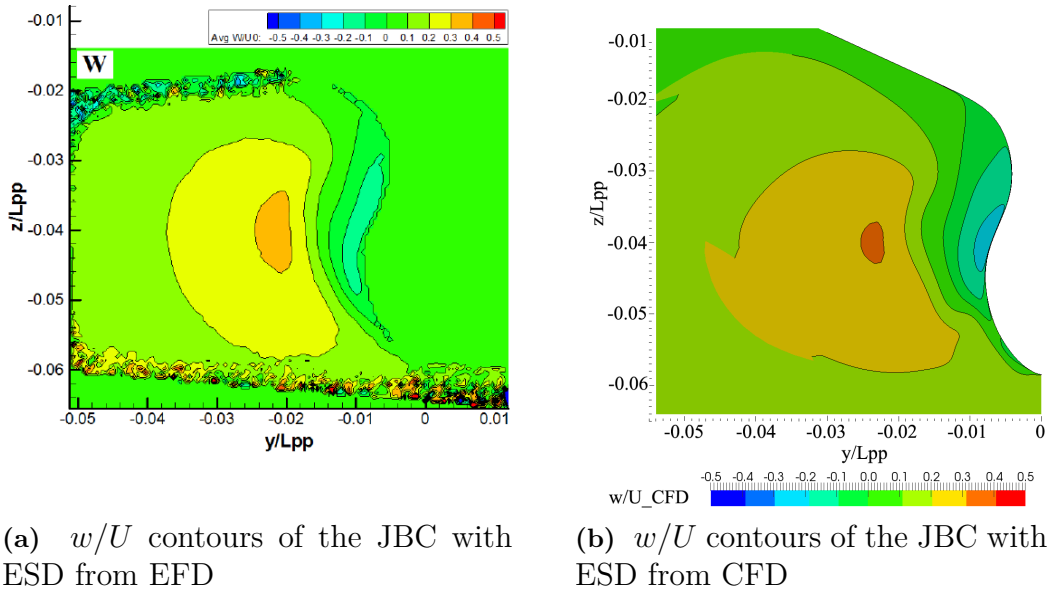 -0.01
Avg W/U0: -0.5 -0.4 -0.3 -0.2 -0.1 0 0.1 0.2 0.3 0.4 0.5
W
-0.02
-0.03
z/Lpp
-0.04
-0.05
-0.06
-0.05 -0.04 -0.03 -0.02 -0.01 0 0.01
y/Lpp
(a) w/U contours of the JBC with
ESD from EFD
-0.01
-0.02
-0.03
z/Lpp
-0.04
-0.05
-0.06
-0.05 -0.04 -0.03 -0.02 -0.01 0
y/Lpp
-0.5 -0.4 -0.3 -0.2 -0.1 0.0 0.1 0.2 0.3 0.4 0.5
w/U_CFD
(b) w/U contours of the JBC with
ESD from CFD